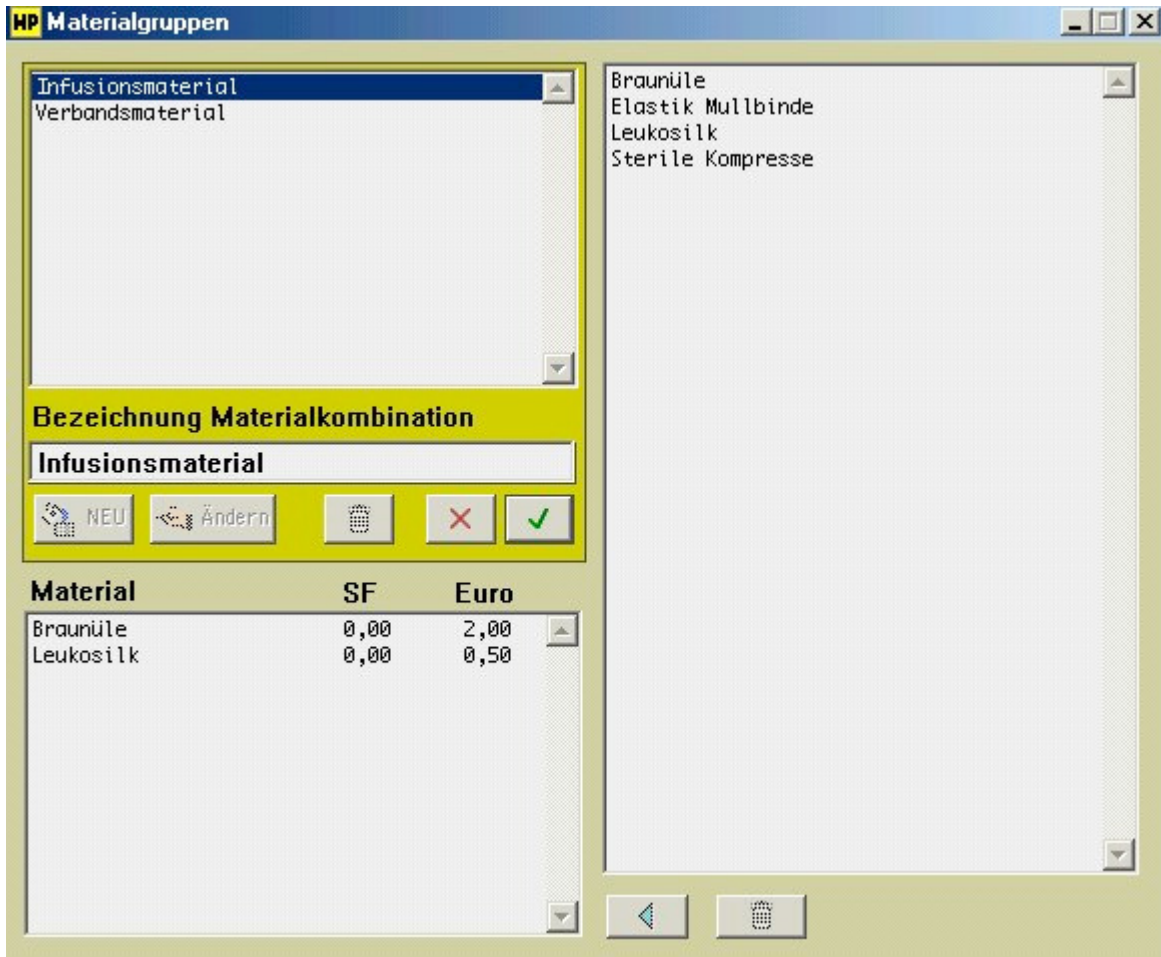 HP Materialgruppen
Infusionsmaterial
Verbandsmaterial
Bezeichnung Materialkombination
Infusionsmaterial
NEU Ändern
Material SF Euro
Braunüle 0,00 2,00
Leukosilk 0,00 0,50
Braunüle
Elastik Mullbinde
Leukosilk
Sterile Kompresse